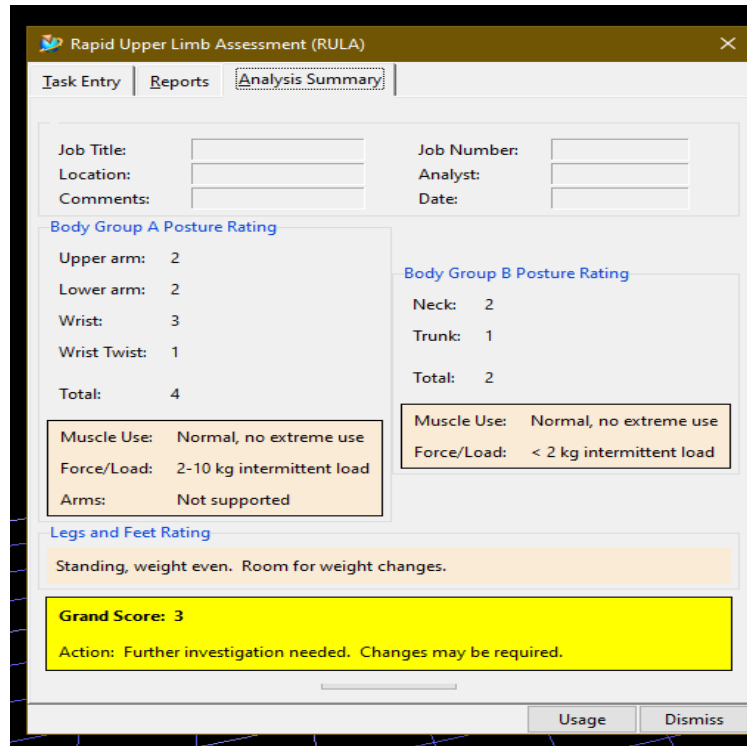 Rapid Upper Limb Assessment (RULA)
Task Entry Reports Analysis Summary
Job Title: Job Number:
Location: Analyst:
Comments: Date:
Body Group A Posture Rating
Upper arm: 2
Lower arm: 2
Wrist: 3
Wrist Twist: 1
Total: 4
Muscle Use: Normal, no extreme use
Force/Load: 2-10 kg intermittent load
Arms: Not supported
Body Group B Posture Rating
Neck: 2
Trunk: 1
Total: 2
Muscle Use: Normal, no extreme use
Force/Load: < 2 kg intermittent load
Legs and Feet Rating
Standing, weight even. Room for weight changes.
Grand Score: 3
Action: Further investigation needed. Changes may be required.
Usage Dismiss